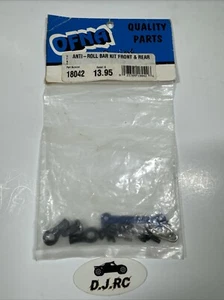 OFNA
QUALITY
PARTS
ANTI-ROLL BAR KIT FRONT & REAR
18042
13.95
D.J.RC